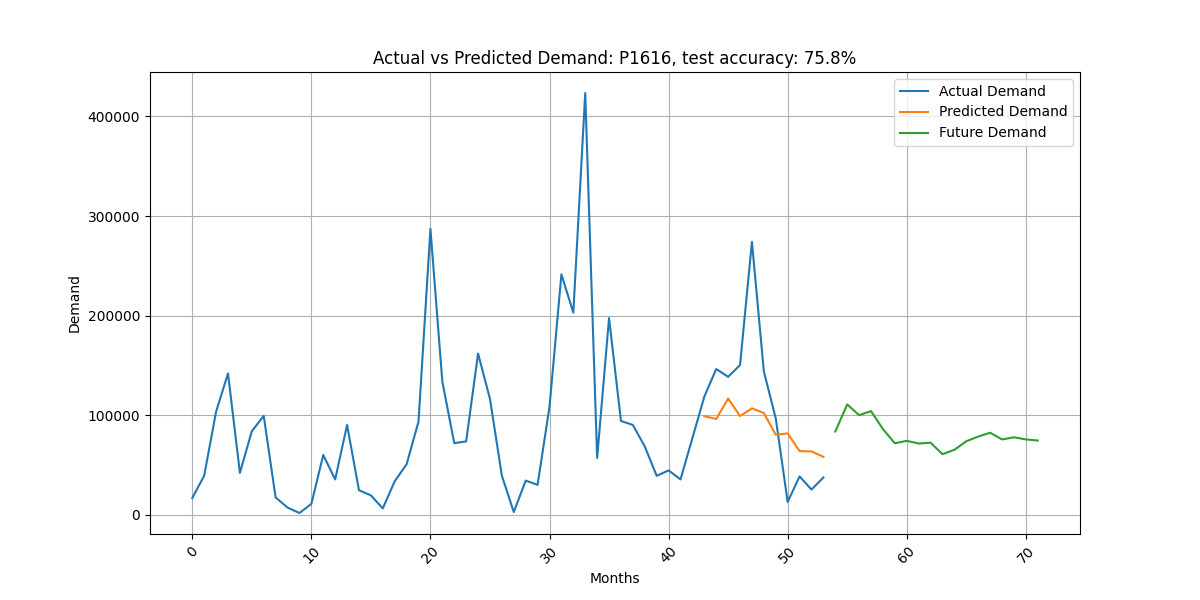 Actual vs Predicted Demand: P1616, test accuracy: 75.8%
Actual Demand
Predicted Demand
Future Demand
400000
300000
200000
100000
0
Demand
0 10 20 30 40 50 60 70
Months